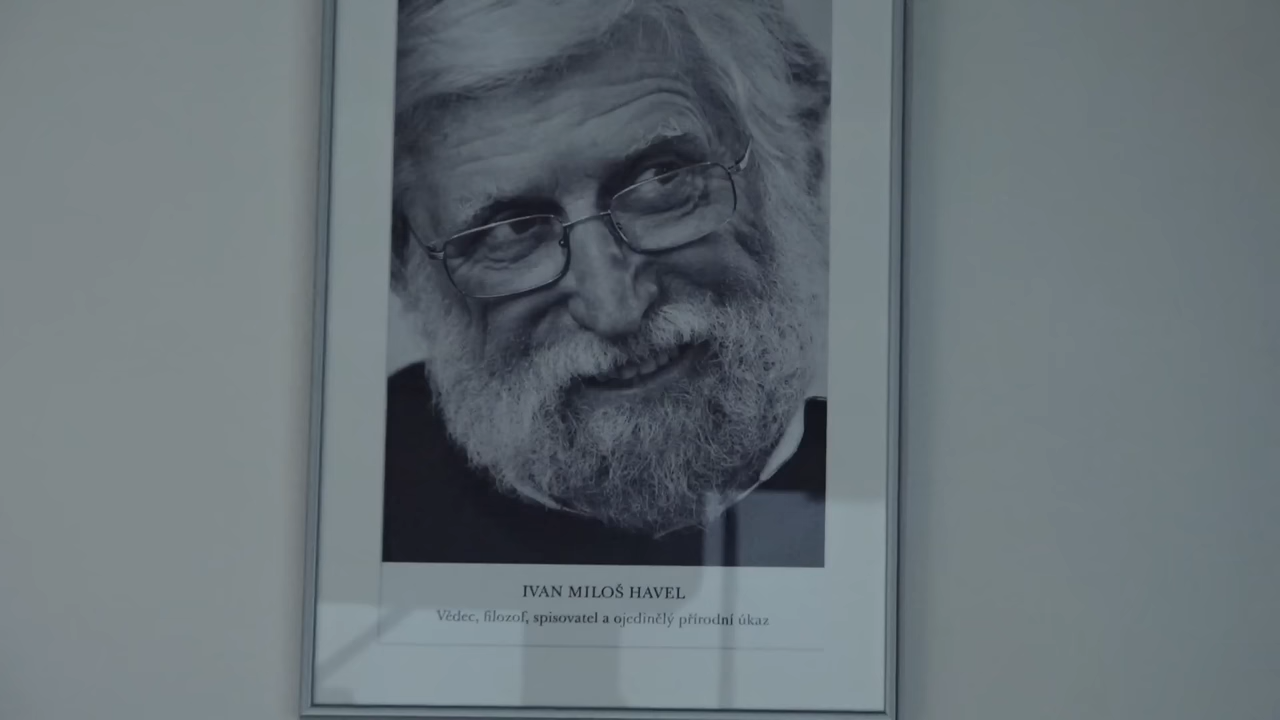 IVAN MILOŠ HAVEL
Vědec, filozof, spisovatel a ojedinělý přírodní úkaz